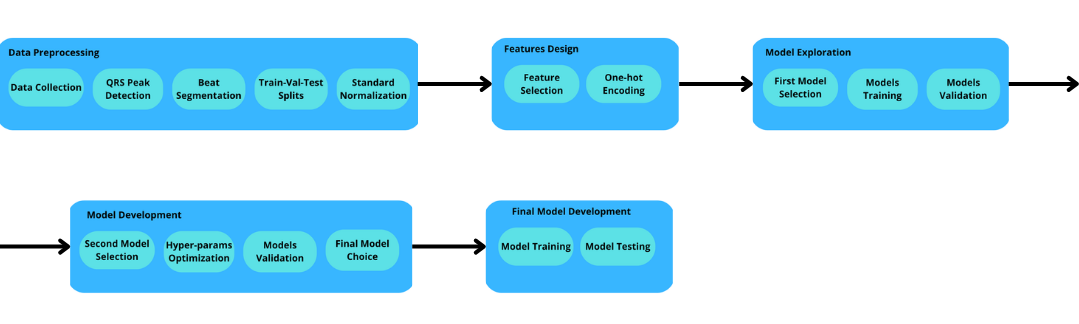 Data Preprocessing
Data Collection
QRS Peak
Detection
Beat
Segmentation
Train-Val-Test
Splits
Standard
Normalization
Features Design
Feature
Selection
One-hot
Encoding
Model Exploration
First Model
Selection
Models
Training
Models
Validation
Model Development
Second Model
Selection
Hyper-params
Optimization
Models
Validation
Final Model
Choice
Final Model Development
Model Training
Model Testing